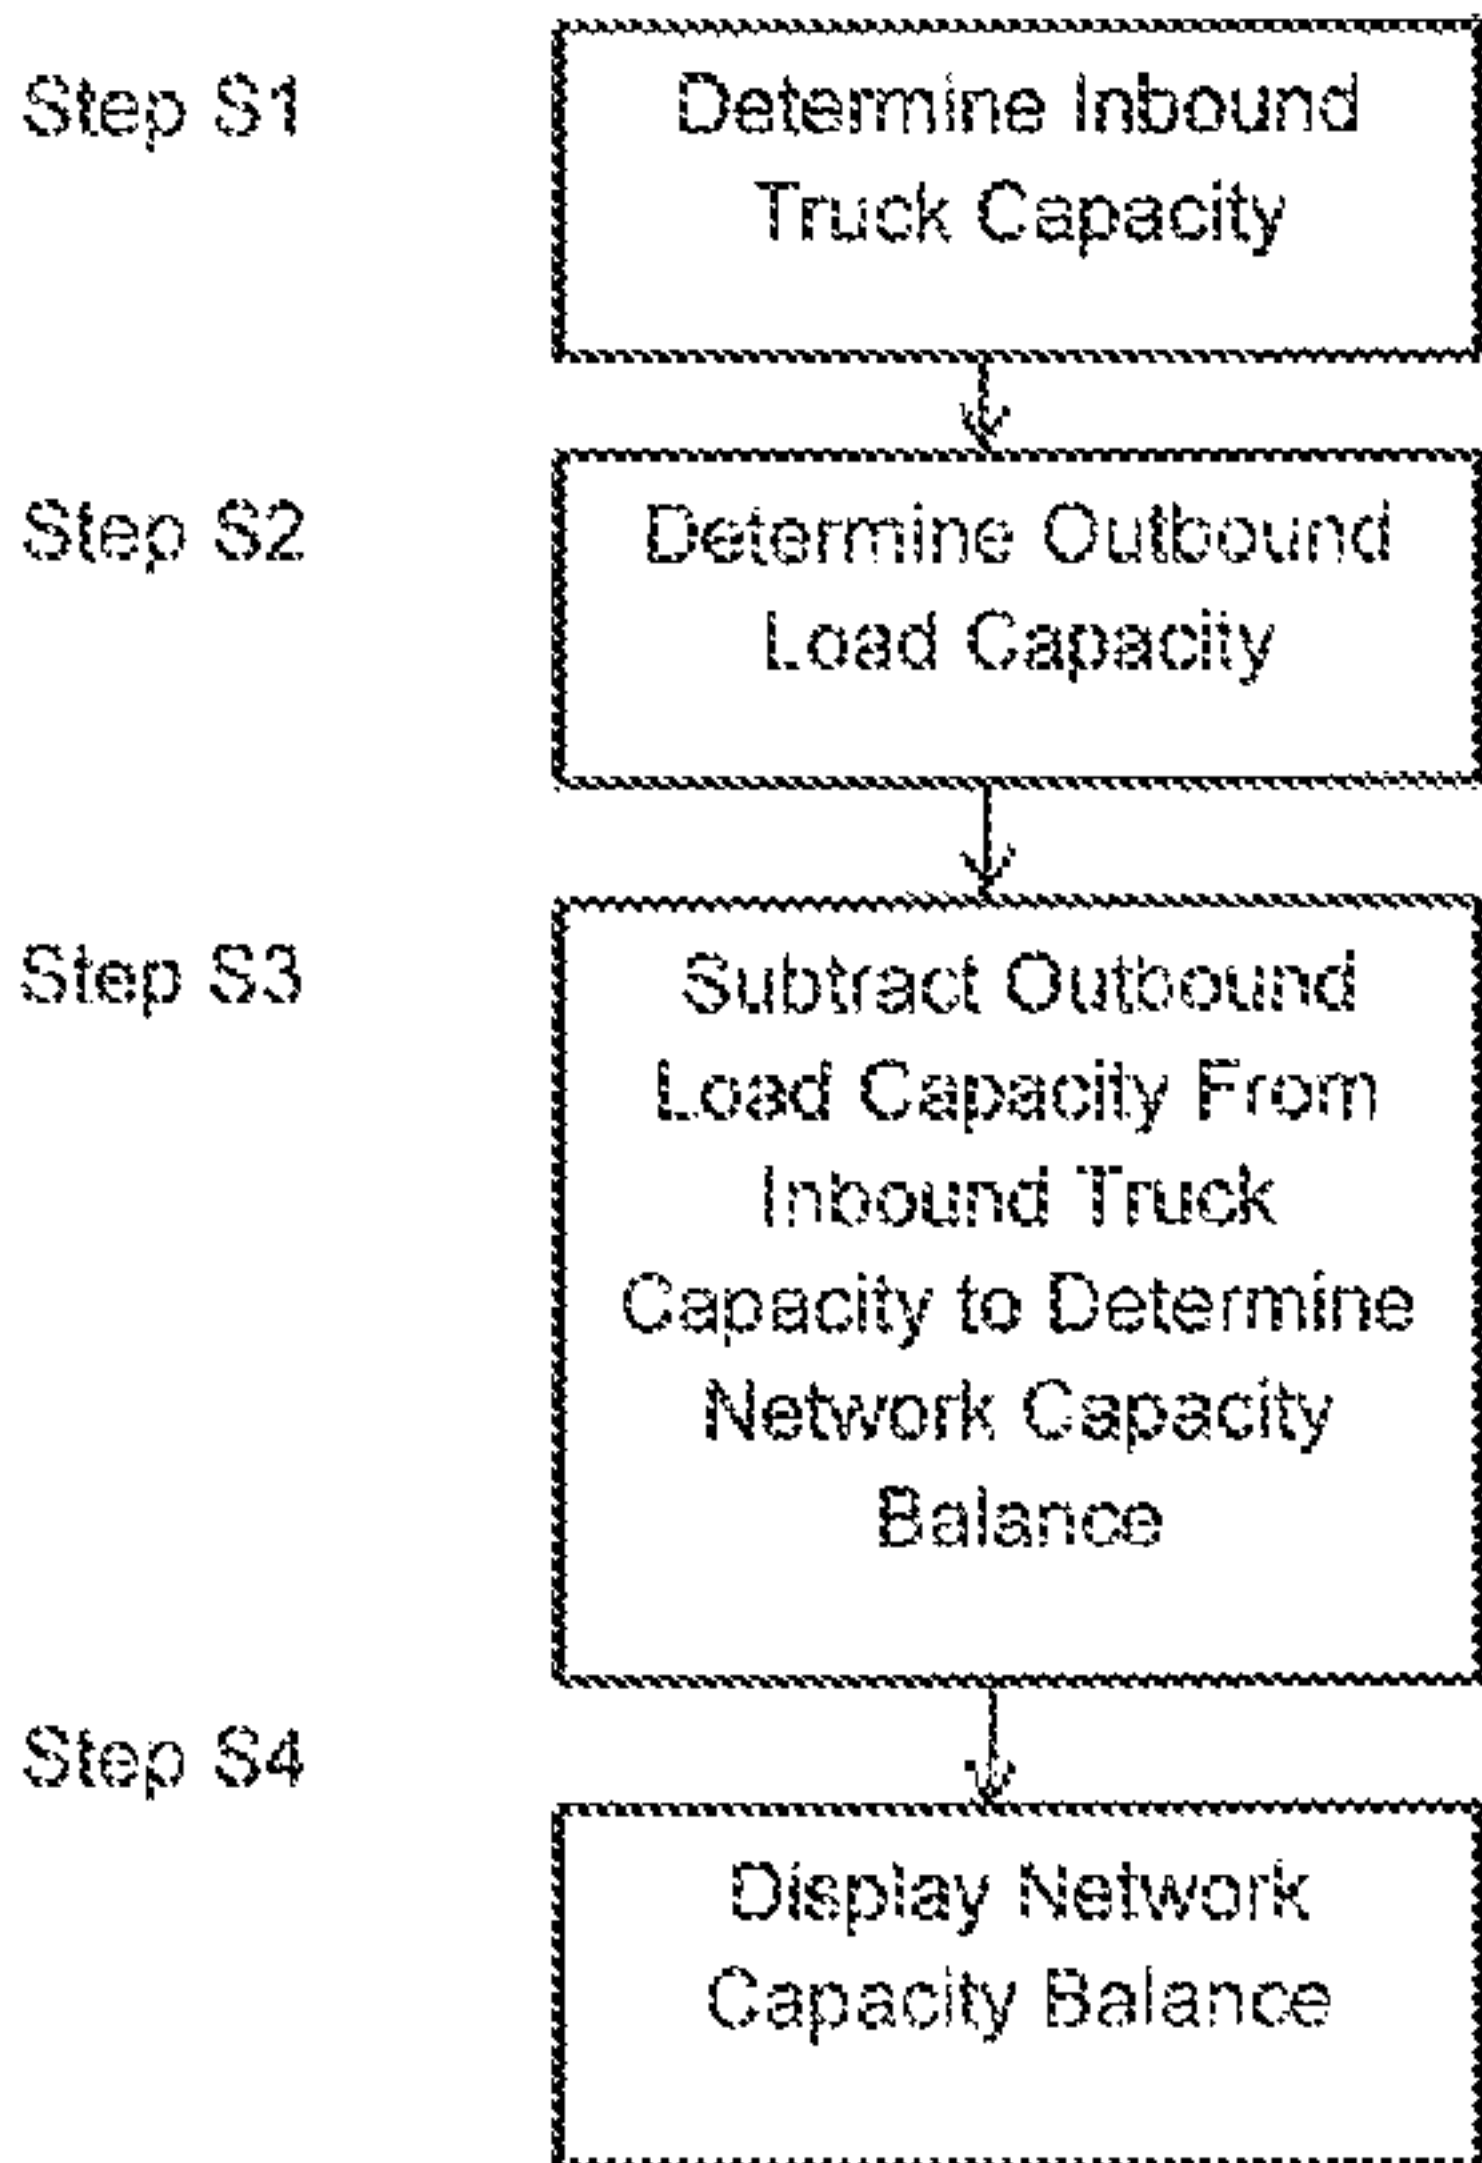 Step S1
Determine Inbound
Truck Capacity
Step S2
Determine Outbound
Load Capacity
Step S3
Subtract Outbound
Load Capacity From
Inbound Truck
Capacity to Determine
Network Capacity
Balance
Step S4
Display Network
Capacity Balance